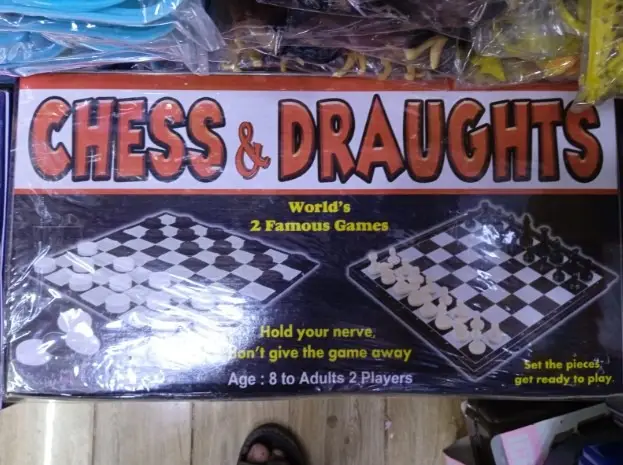 CHESS & DRAUGHTS
World's
2 Famous Games
Hold your nerve,
Don't give the game away
Age : 8 to Adults 2 Players
Set the pieces,
get ready to play.